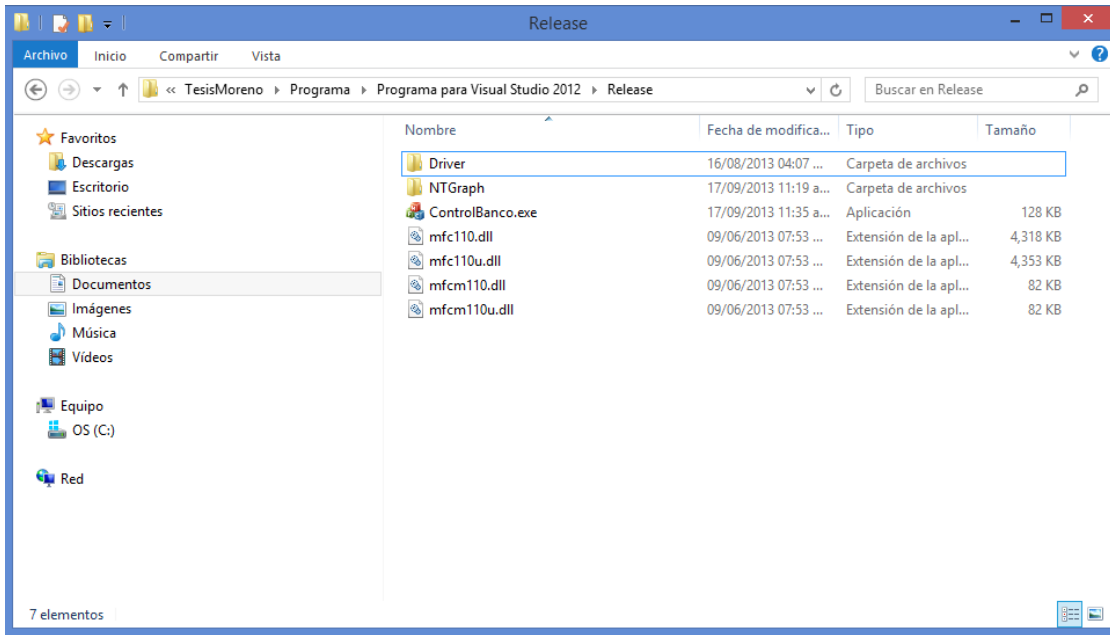 Release
Archivo Inicio Compartir Vista
« TesisMoreno Programa Programa para Visual Studio 2012 Release Buscar en Release
Nombre Fecha de modifica... Tipo Tamaño
Favoritos
Descargas
Escritorio
Sitios recientes
Bibliotecas
Documentos
Imágenes
Música
Vídeos
Equipo
OS (C:)
Red
Driver 16/08/2013 04:07 ... Carpeta de archivos
NTGraph 17/09/2013 11:19 a... Carpeta de archivos
ControlBanco.exe 17/09/2013 11:35 a... Aplicación 128 KB
mfc110.dll 09/06/2013 07:53 ... Extensión de la apl... 4,318 KB
mfc110u.dll 09/06/2013 07:53 ... Extensión de la apl... 4,353 KB
mfcm110.dll 09/06/2013 07:53 ... Extensión de la apl... 82 KB
mfcm110u.dll 09/06/2013 07:53 ... Extensión de la apl... 82 KB
7 elementos